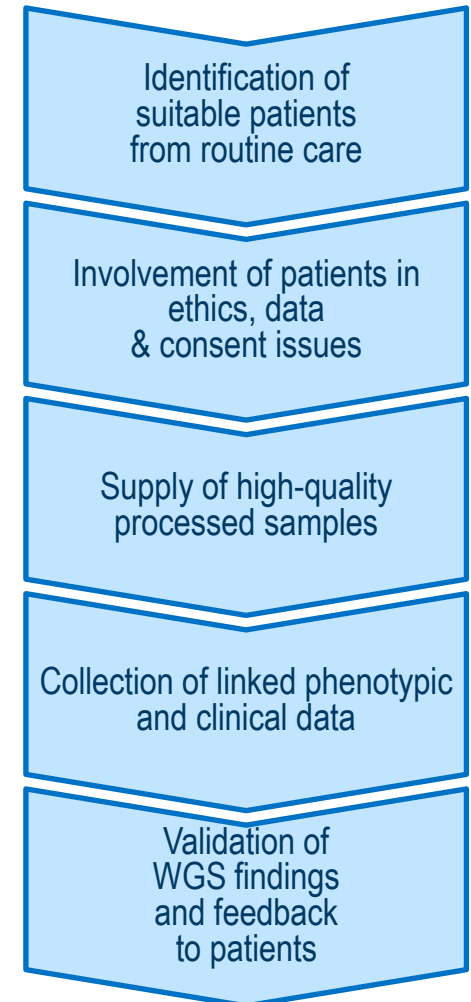 Identification of
suitable patients
from routine care
Involvement of patients in
ethics, data
& consent issues
Supply of high-quality
processed samples
Collection of linked phenotypic
and clinical data
Validation of
WGS findings
and feedback
to patients